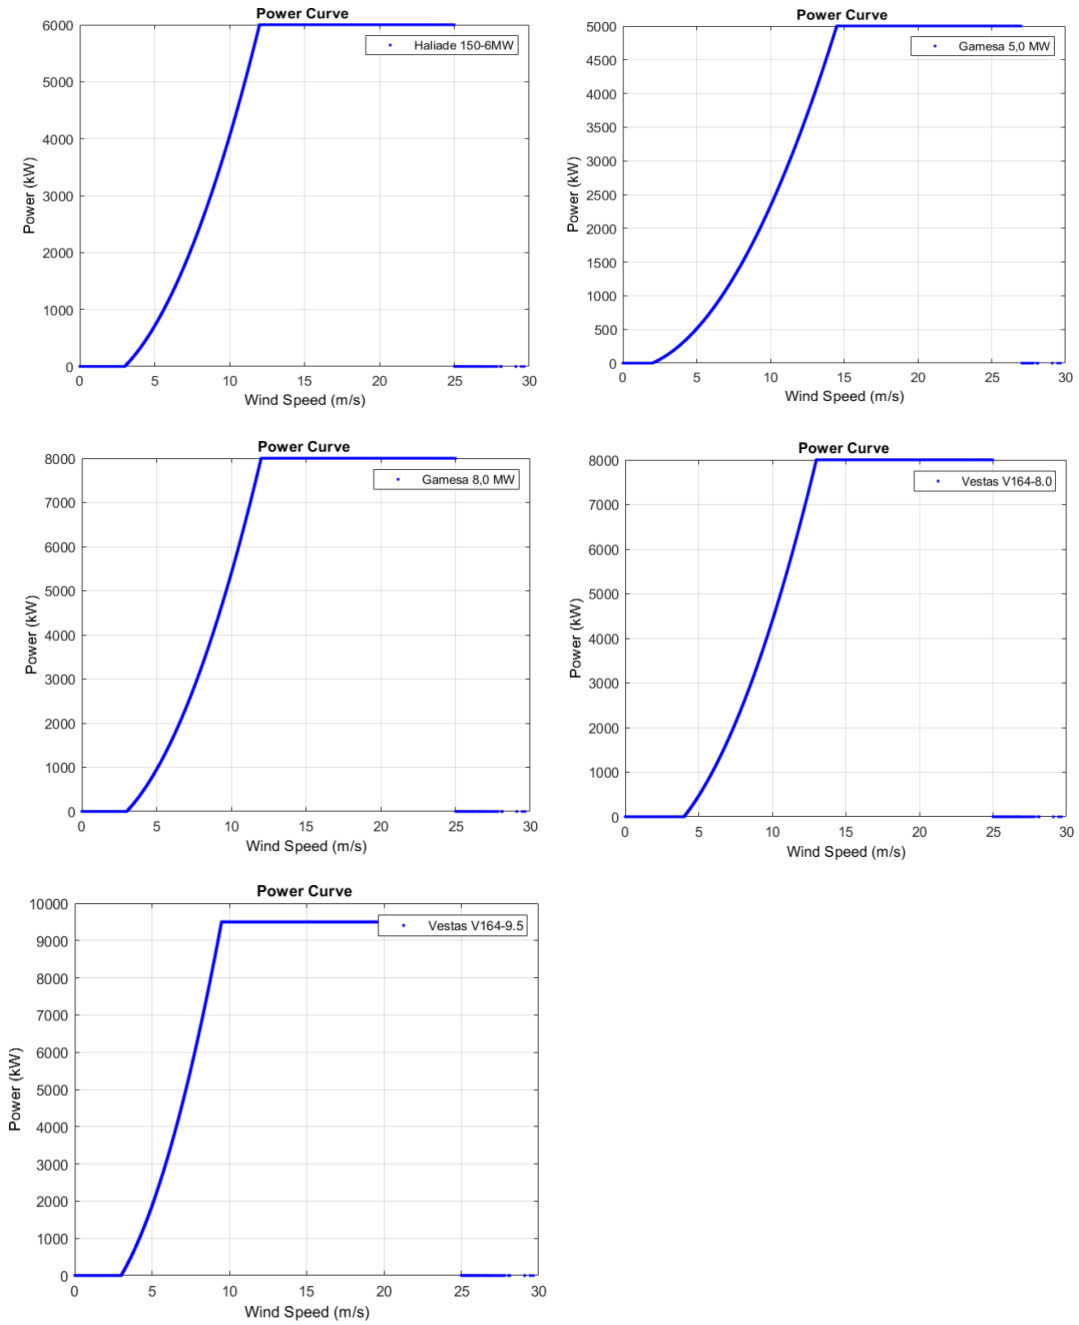 Power Curve
Haliade 150-6MW
6000
5000
4000
3000
2000
1000
0
Power (kW)
0 5 10 15 20 25 30
Wind Speed (m/s)
Power Curve
Gamesa 5,0 MW
5000
4500
4000
3500
3000
2500
2000
1500
1000
500
0
Power (kW)
0 5 10 15 20 25 30
Wind Speed (m/s)
Power Curve
Gamesa 8,0 MW
8000
7000
6000
5000
4000
3000
2000
1000
0
Power (kW)
0 5 10 15 20 25 30
Wind Speed (m/s)
Power Curve
Vestas V164-8.0
8000
7000
6000
5000
4000
3000
2000
1000
0
Power (kW)
0 5 10 15 20 25 30
Wind Speed (m/s)
Power Curve
Vestas V164-9.5
10000
9000
8000
7000
6000
5000
4000
3000
2000
1000
0
Power (kW)
0 5 10 15 20 25 30
Wind Speed (m/s)